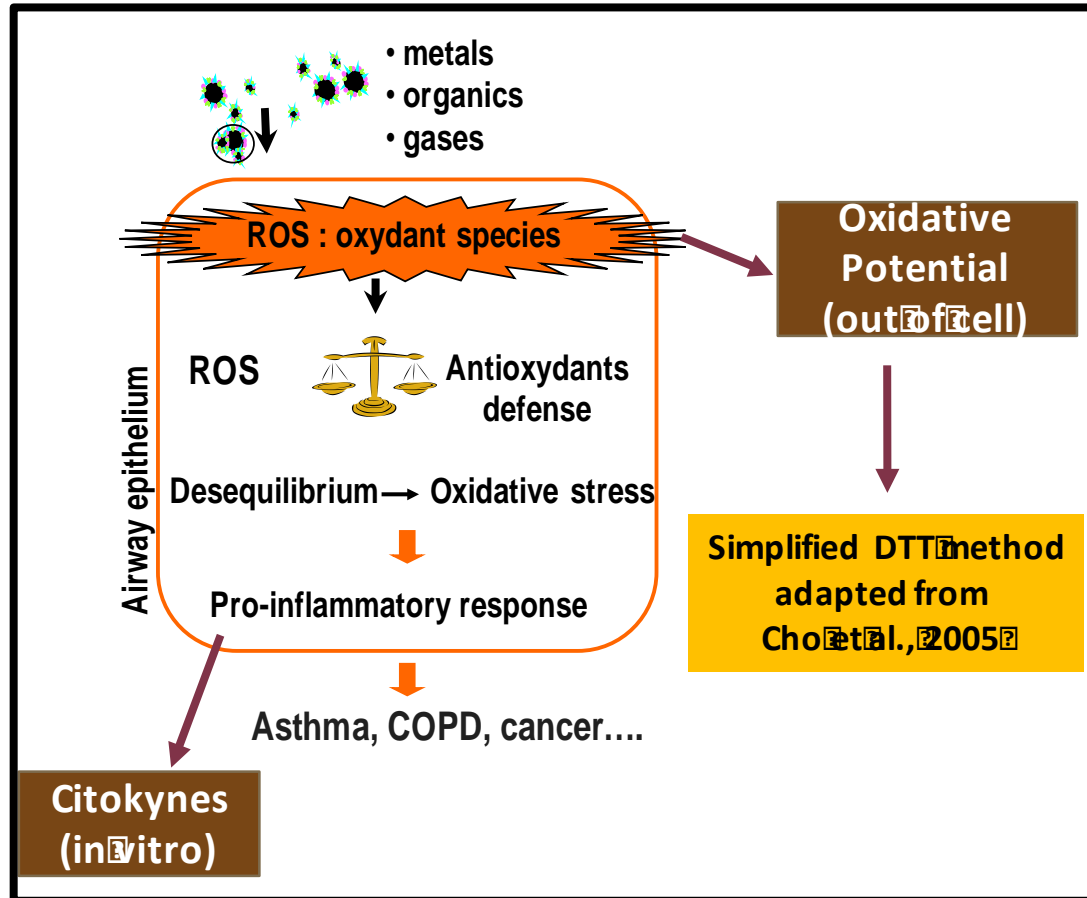 • metals
• organics
• gases
ROS : oxydant species
Oxidative
Potential
(out of cell)
ROS
Antioxydants
defense
Airway epithelium
Desequilibrium → Oxidative stress
Simplified DTT method
adapted from
Cho et al., 2005
Pro-inflammatory response
Asthma, COPD, cancer....
Citokynes
(in vitro)